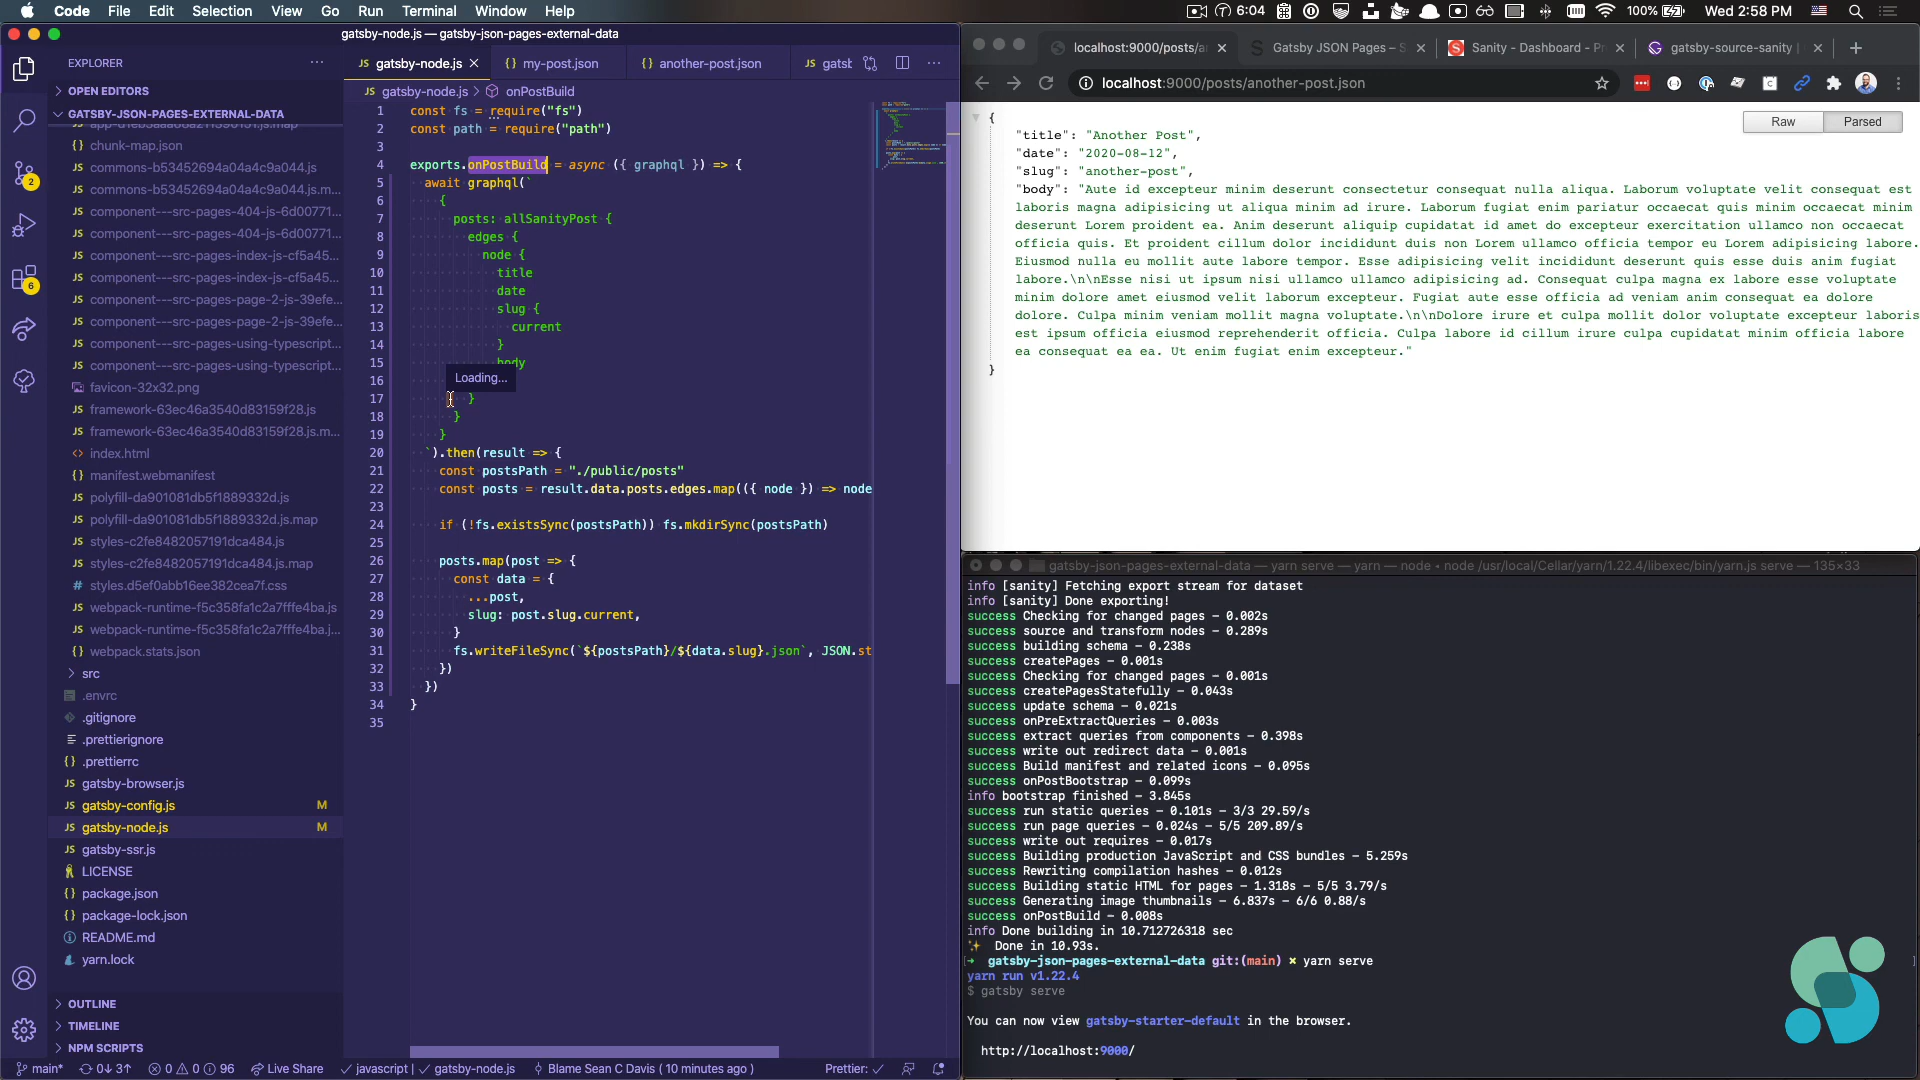 Code File Edit Selection View Go Run Terminal Window Help
6:04
100%
Wed 2:58 PM
gatsby-node.js — gatsby-json-pages-external-data
EXPLORER
OPEN EDITORS
GATSBY-JSON-PAGES-EXTERNAL-DATA
chunk-map.json
commons-b53452694a04c9a044.js
commons-b53452694a04c9a044.js.m...
component---src-pages-404-js-6d00771...
component---src-pages-404-js-6d00771...
component---src-pages-index-js-cf5a45...
component---src-pages-index-js-cf5a45...
component---src-pages-page-2-js-39efe...
component---src-pages-page-2-js-39efe...
component---src-pages-using-typescript...
component---src-pages-using-typescript...
favicon-32x32.png
framework-63ec46a3540d83159f28.js
framework-63ec46a3540d83159f28.js.m...
index.html
manifest.webmanifest
polyfill-da901081db5f1889332d.js
polyfill-da901081db5f1889332d.js.map
styles-c2fe8482057191dca484.js
styles-c2fe8482057191dca484.js.map
styles.d5ef0abb16ee382cea7f.css
webpack-runtime-f5c358fa1c2a7fffe4ba.js
webpack-runtime-f5c358fa1c2a7fffe4ba.j...
webpack.stats.json
src
.envrc
.gitignore
.prettierignore
.prettierrc
gatsby-browser.js
gatsby-config.js M
gatsby-node.js M
gatsby-ssr.js
LICENSE
package.json
package-lock.json
README.md
yarn.lock
OUTLINE
TIMELINE
NPM SCRIPTS
2
6
gatsby-node.js my-post.json another-post.json gatsb
gatsby-node.js > onPostBuild
1 const fs = require("fs")
2 const path = require("path")
3
4 exports.onPostBuild = async ({ graphql }) => {
5 await graphql(`
6 {
7 posts: allSanityPost {
8 edges {
9 node {
10 title
11 date
12 slug {
13 current
14 }
15 body
16
Loading...
17 }
18 }
19 }
20 `).then(result => {
21 const postsPath = "./public/posts"
22 const posts = result.data.posts.edges.map(({ node }) => node
23
24 if (!fs.existsSync(postsPath)) fs.mkdirSync(postsPath)
25
26 posts.map(post => {
27 const data = {
28 ...post,
29 slug: post.slug.current,
30 }
31 fs.writeFileSync(`${postsPath}/${data.slug}.json`, JSON.st
32 })
33 })
34 }
35
main* 0↓ 3↑ 0 0 96 Live Share javascript | gatsby-node.js Blame Sean C Davis ( 10 minutes ago ) Prettier: ✓
localhost:9000/posts/a Gatsby JSON Pages – S Sanity - Dashboard - P gatsby-source-sanity |
localhost:9000/posts/another-post.json
Raw Parsed
{
"title": "Another Post",
"date": "2020-08-12",
"slug": "another-post",
"body": "Aute id excepteur minim deserunt consectetur consequat nulla aliqua. Laborum voluptate velit consequat est
laboris magna adipisicing ut aliqua minim ad irure. Laborum fugiat enim pariatur occaecat quis minim occaecat minim
deserunt Lorem proident ea. Anim deserunt aliquip cupidatat id amet do excepteur exercitation ullamco non occaecat
officia quis. Et proident cillum dolor incididunt duis non Lorem ullamco officia tempor eu Lorem adipisicing labore.
Eiusmod nulla eu mollit aute labore tempor. Esse adipisicing velit incididunt deserunt quis esse duis anim fugiat
labore.\n\nEsse nisi ut ipsum nisi ullamco ullamco adipisicing ad. Consequat culpa magna ex labore esse voluptate
minim dolore amet eiusmod velit laborum excepteur. Fugiat aute esse officia ad veniam anim consequat ea dolore
dolore. Culpa minim veniam mollit magna voluptate.\n\nDolore irure et culpa mollit dolor voluptate excepteur laboris
est ipsum officia eiusmod reprehenderit officia. Culpa labore id cillum irure culpa cupidatat minim officia labore
ea consequat ea ea. Ut enim fugiat enim excepteur."
}
gatsby-json-pages-external-data — yarn serve — yarn — node • node /usr/local/Cellar/yarn/1.22.4/libexec/bin/yarn.js serve — 135×33
info [sanity] Fetching export stream for dataset
info [sanity] Done exporting!
success Checking for changed pages – 0.002s
success source and transform nodes – 0.289s
success building schema – 0.238s
success createPages – 0.001s
success Checking for changed pages – 0.001s
success createPagesStatefully – 0.043s
success update schema – 0.021s
success onPreExtractQueries – 0.003s
success extract queries from components – 0.398s
success write out redirect data – 0.001s
success Build manifest and related icons – 0.095s
success onPostBootstrap – 0.099s
info bootstrap finished – 3.845s
success run static queries – 0.101s – 3/3 29.59/s
success run page queries – 0.024s – 5/5 209.89/s
success write out requires – 0.017s
success Building production JavaScript and CSS bundles – 5.259s
success Rewriting compilation hashes – 0.012s
success Building static HTML for pages – 1.318s – 5/5 3.79/s
success Generating image thumbnails – 6.837s – 6/6 0.88/s
success onPostBuild – 0.008s
info Done building in 10.712726318 sec
✨ Done in 10.93s.
→ gatsby-json-pages-external-data git:(main) × yarn serve
yarn run v1.22.4
$ gatsby serve
You can now view gatsby-starter-default in the browser.
http://localhost:9000/